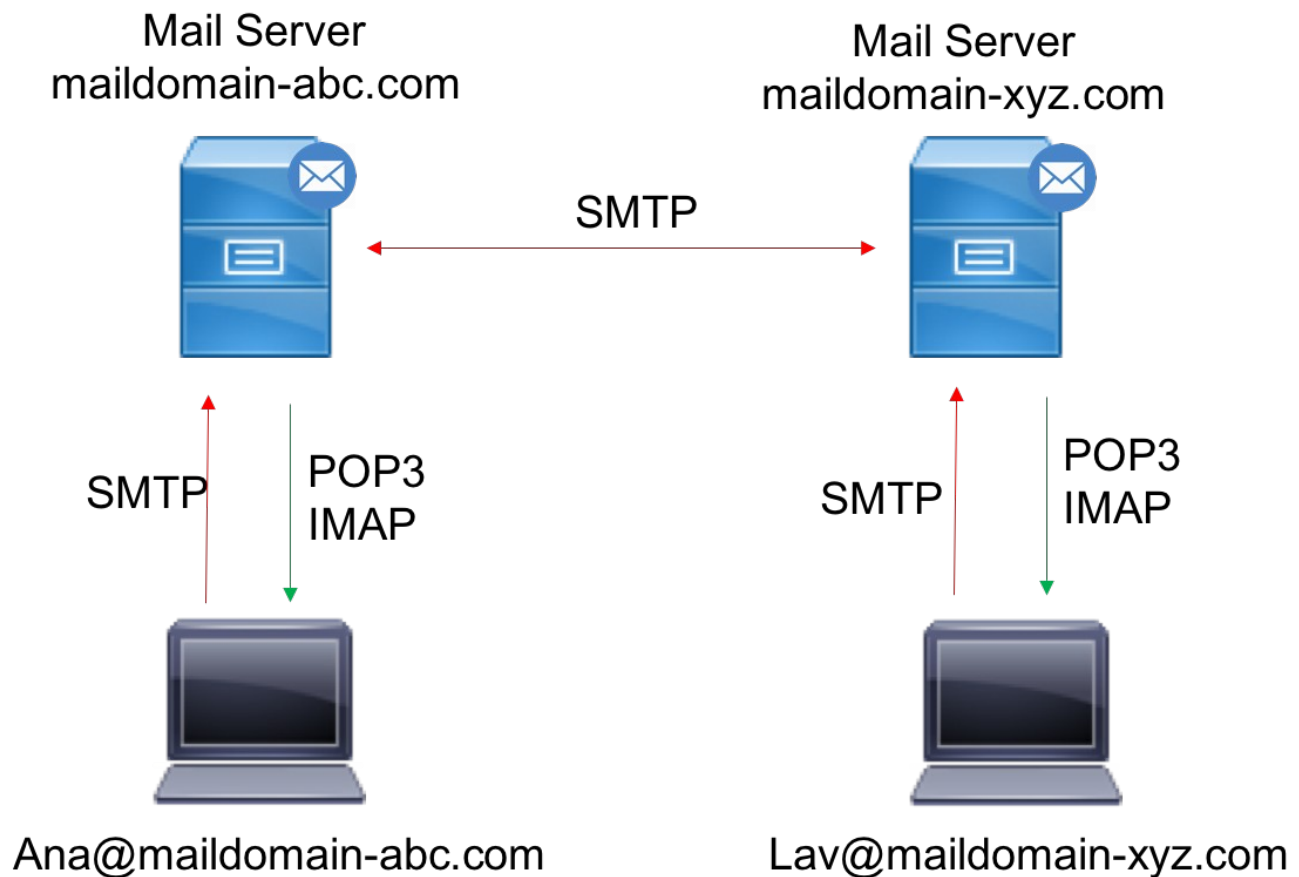 Mail Server
maildomain-abc.com
Mail Server
maildomain-xyz.com
SMTP
SMTP
POP3
IMAP
SMTP
POP3
IMAP
Ana@maildomain-abc.com
Lav@maildomain-xyz.com